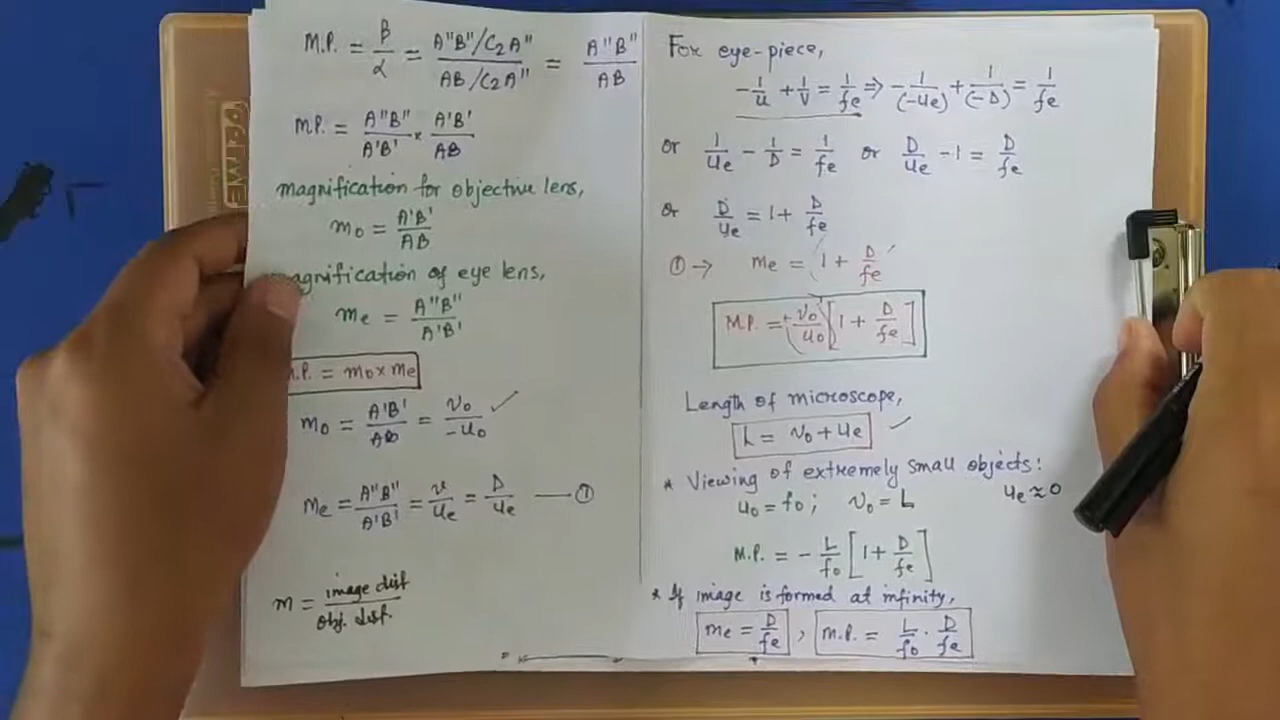 M.P. = β/α = (A''B''/C₂A'')/(AB/C₂A'') = A''B''/AB
M.P. = A''B''/A'B' × A'B'/AB
magnification for objective lens,
m₀ = A'B'/AB
magnification of eye lens,
me = A''B''/A'B'
.P. = m₀×me
m₀ = A'B'/AB = v₀/-u₀
me = A''B''/A'B' = v/ue = D/ue —— ①
m = image dist/obj. dist.
For eye-piece,
-1/u + 1/v = 1/fe ⇒ -1/(-ue) + 1/(-D) = 1/fe
or 1/ue - 1/D = 1/fe or D/ue - 1 = D/fe
or D/ue = 1 + D/fe
① → me = 1 + D/fe
M.P. = v₀/u₀ [1 + D/fe]
Length of microscope,
L = v₀ + ue
* Viewing of extremely small objects:
u₀ = f₀ ; v₀ = L ue ≈ 0
M.P. = - L/f₀ [1 + D/fe]
* If image is formed at infinity,
me = D/fe , M.P. = L/f₀ · D/fe